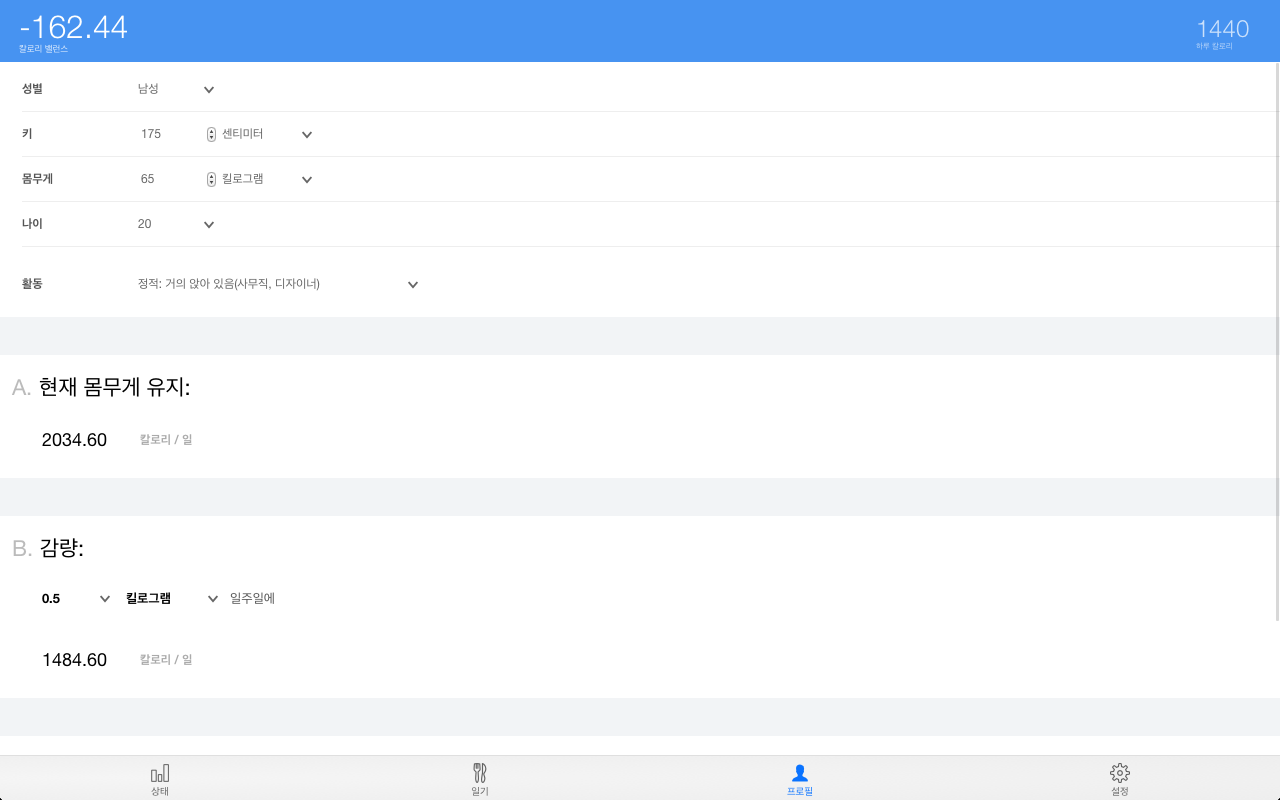 -162.44
칼로리 밸런스
1440
하루 칼로리
성별 남성
키 175 센티미터
몸무게 65 킬로그램
나이 20
활동 정적: 거의 앉아 있음(사무직, 디자이너)
A. 현재 몸무게 유지:
2034.60 칼로리 / 일
B. 감량:
0.5 킬로그램 일주일에
1484.60 칼로리 / 일
상태 일기 프로필 설정